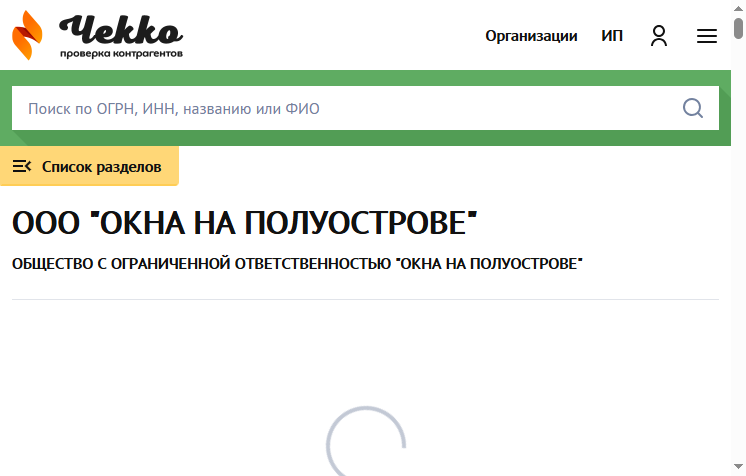 Чекко
проверка контрагентов
Организации ИП
Поиск по ОГРН, ИНН, названию или ФИО
Список разделов
ООО "ОКНА НА ПОЛУОСТРОВЕ"
ОБЩЕСТВО С ОГРАНИЧЕННОЙ ОТВЕТСТВЕННОСТЬЮ "ОКНА НА ПОЛУОСТРОВЕ"